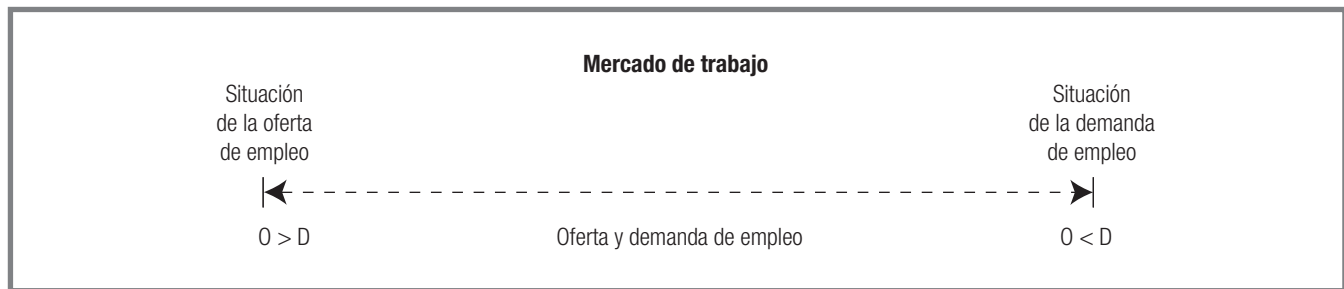 Mercado de trabajo
Situación
de la oferta
de empleo
Situación
de la demanda
de empleo
O > D
Oferta y demanda de empleo
O < D